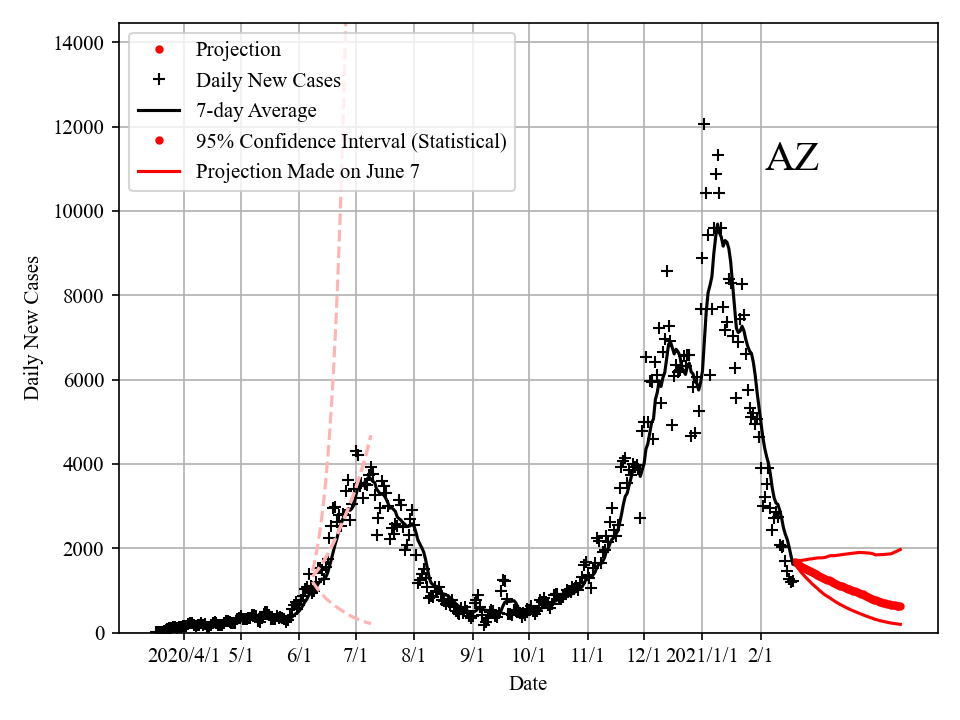 14000
12000
10000
8000
6000
4000
2000
0
Daily New Cases
Projection
Daily New Cases
7-day Average
95% Confidence Interval (Statistical)
Projection Made on June 7
AZ
2020/4/1 5/1 6/1 7/1 8/1 9/1 10/1 11/1 12/1 2021/1/1 2/1
Date